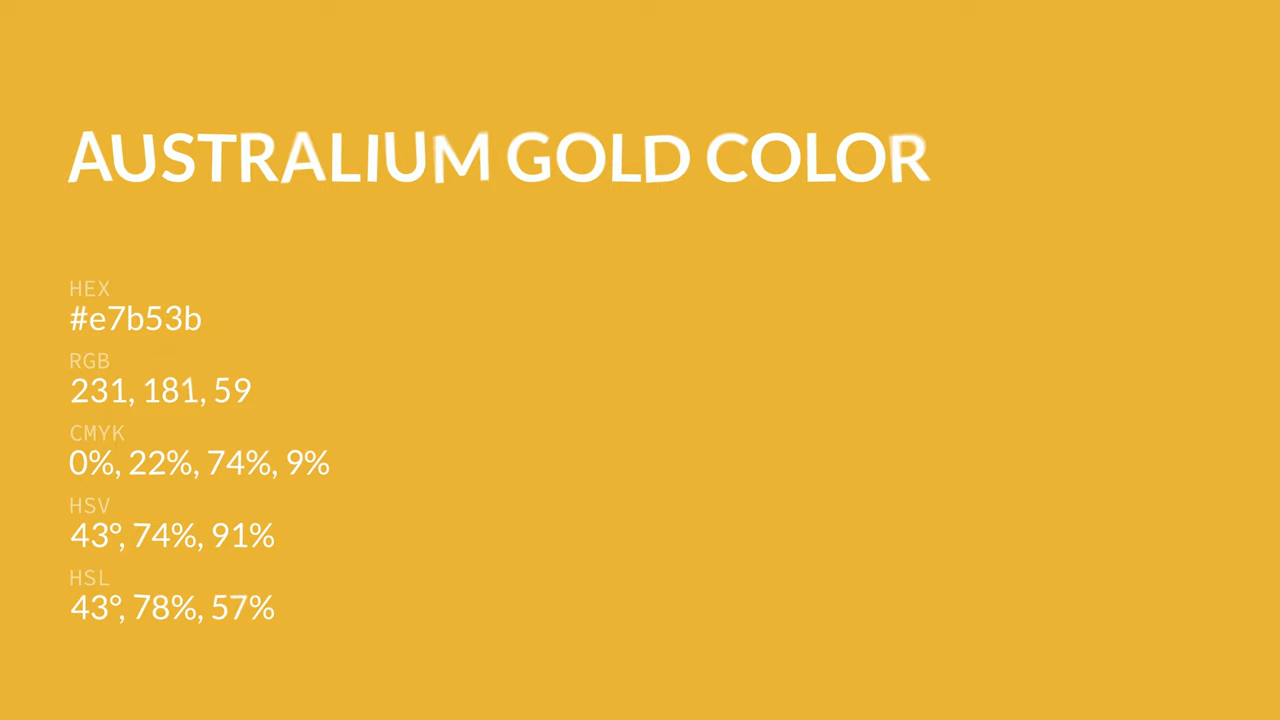 AUSTRALIUM GOLD COLOR
HEX
#e7b53b
RGB
231, 181, 59
CMYK
0%, 22%, 74%, 9%
HSV
43°, 74%, 91%
HSL
43°, 78%, 57%